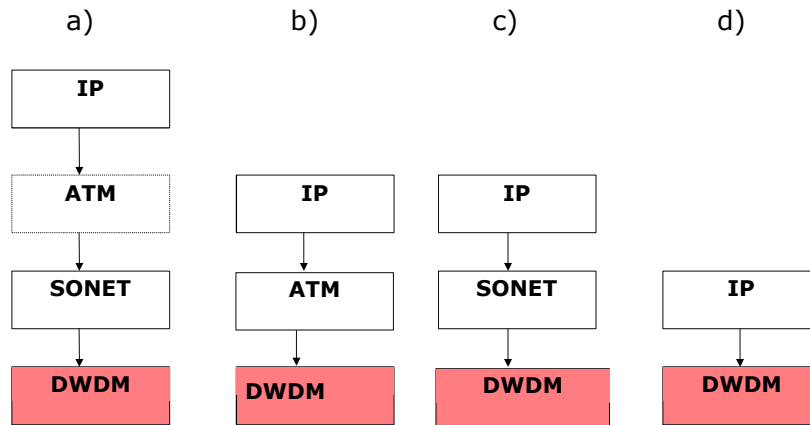 a) b) c) d)
IP
ATM IP IP
SONET ATM SONET IP
DWDM DWDM DWDM DWDM